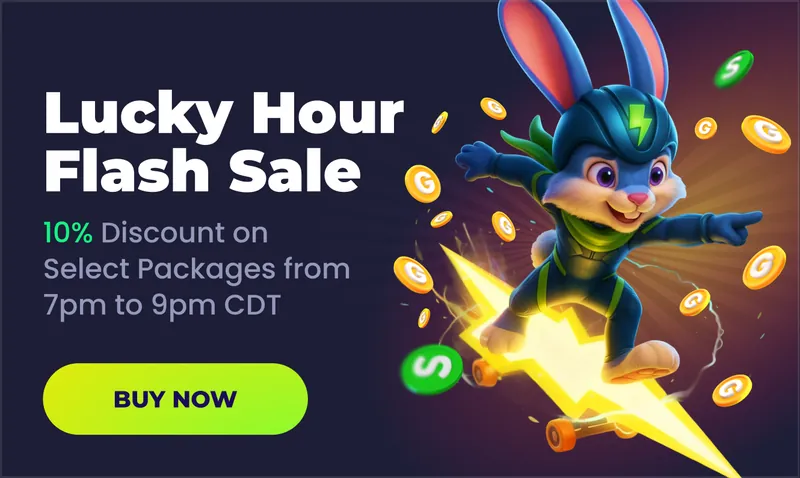 Lucky Hour
Flash Sale
10% Discount on
Select Packages from
7pm to 9pm CDT
BUY NOW
S
G
G
G
G
G
G
G
G
G
G
G
S